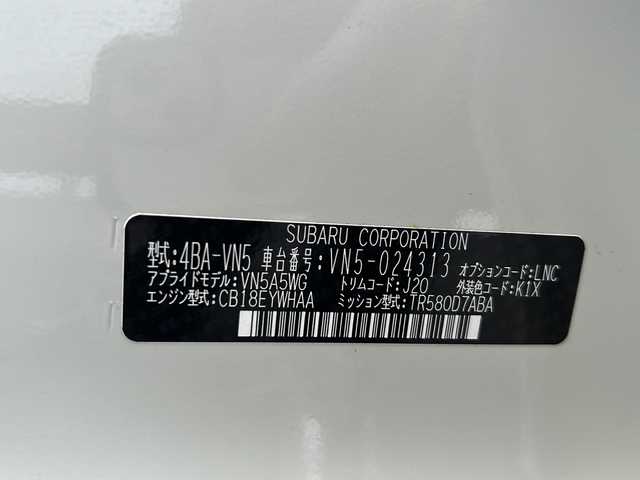 SUBARU CORPORATION
型式:4BA-VN5 車台番号:VN5-024313 オプションコード:LNC
アプライドモデル:VN5A5WG トリムコード:J20 外装色コード:K1X
エンジン型式:CB18EYWHAA ミッション型式:TR580D7ABA